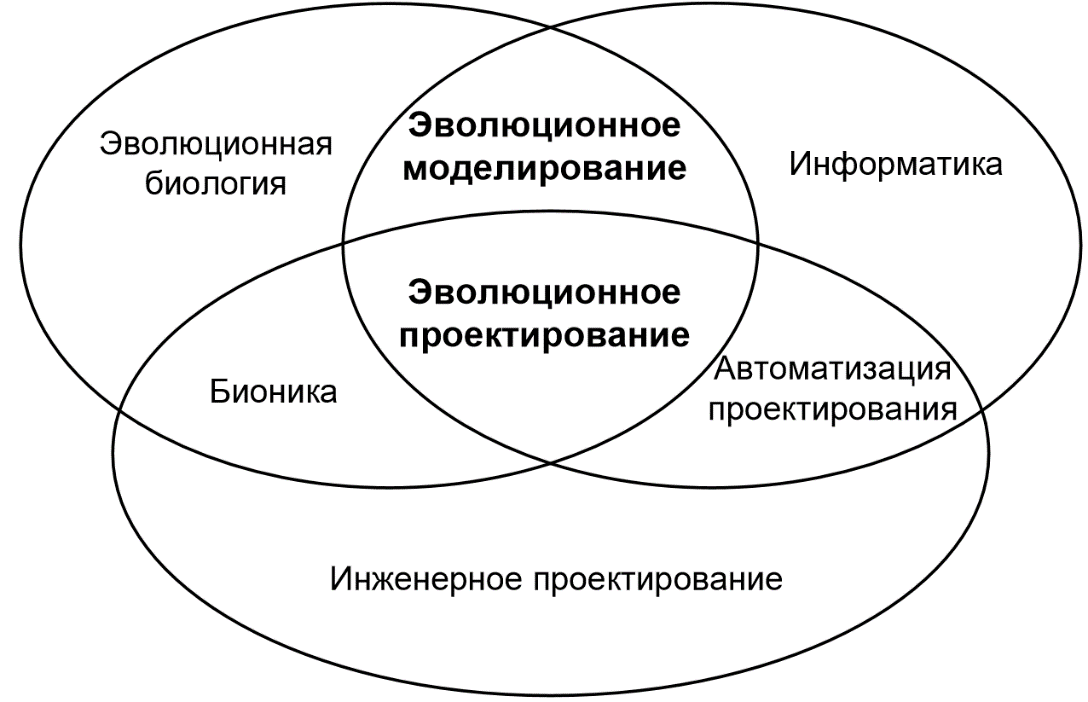 Эволюционная
биология
Эволюционное
моделирование
Информатика
Эволюционное
проектирование
Бионика
Автоматизация
проектирования
Инженерное проектирование